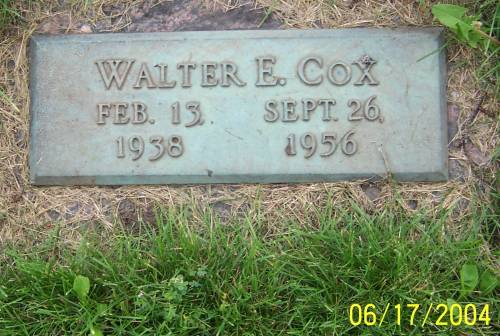 WALTER E. COX
FEB. 13, SEPT. 26,
1938 1956
06/17/2004